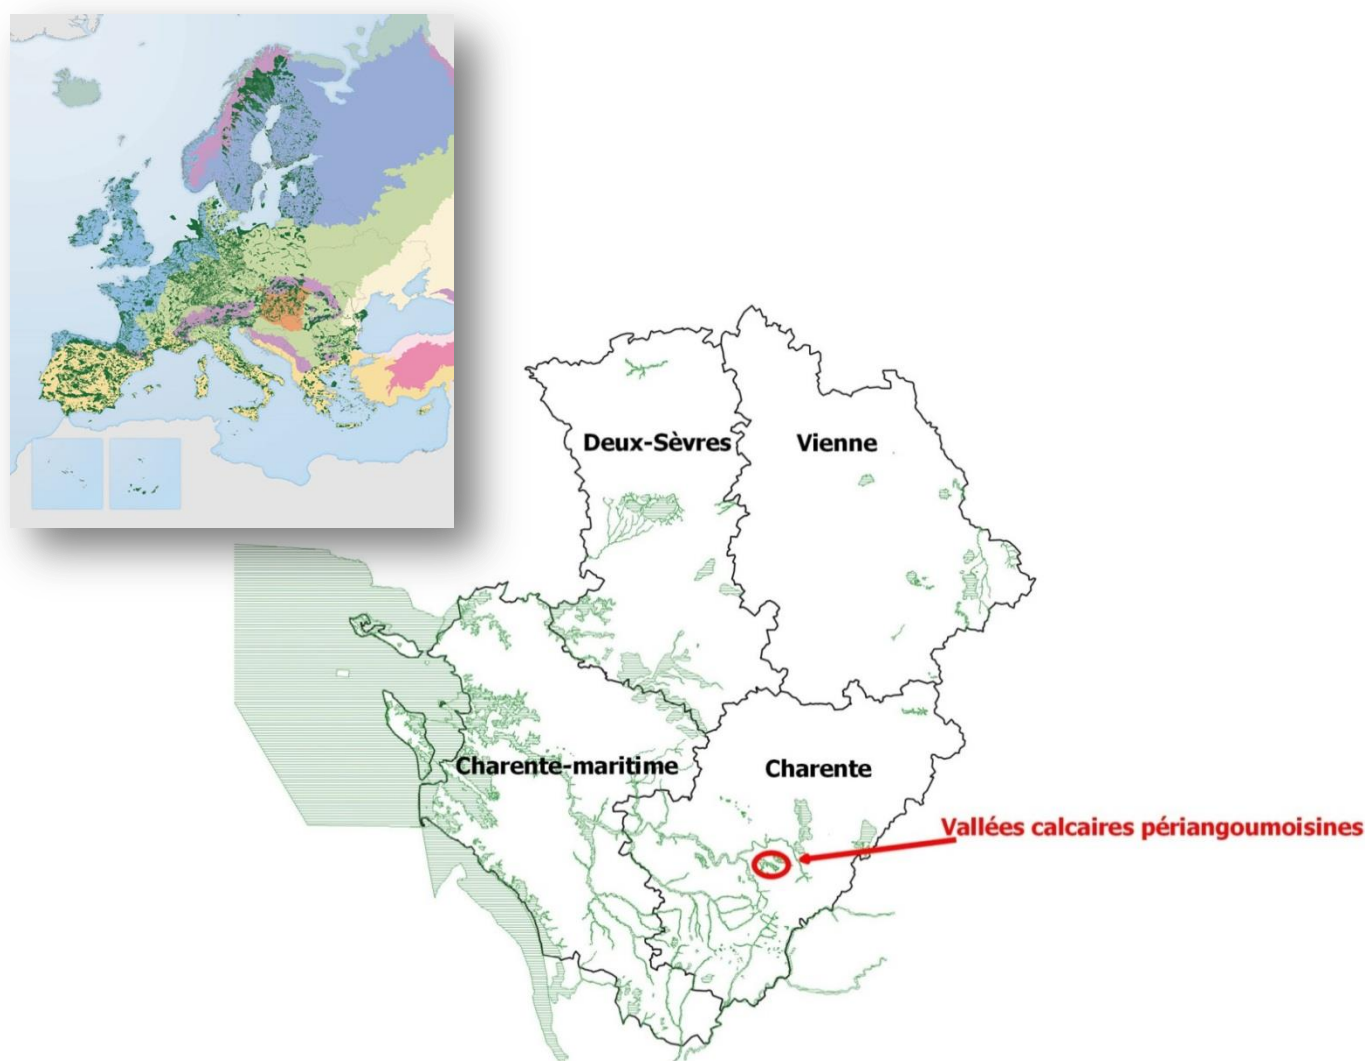 Deux-Sèvres
Vienne
Charente-maritime
Charente
Vallées calcaires périangoumoisines